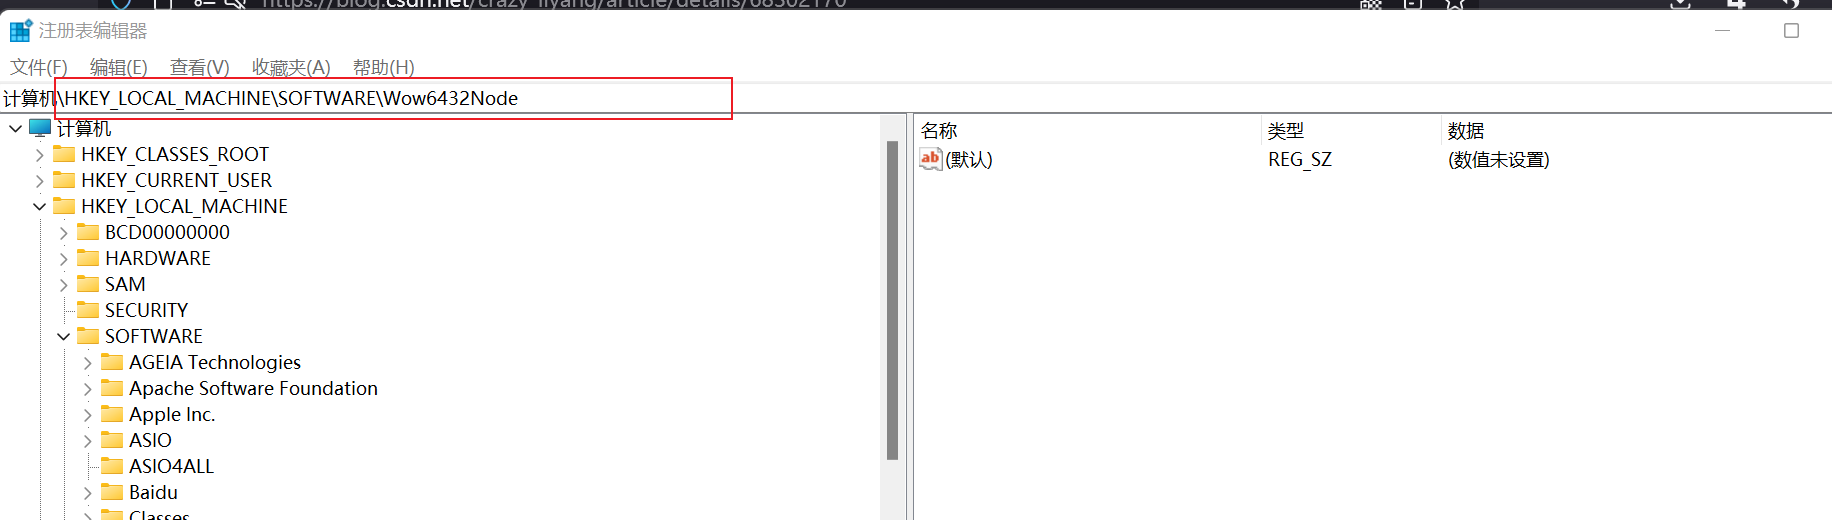 https://blog.csdn.net/crazy_liyang/article/details/68502170
注册表编辑器
文件(F) 编辑(E) 查看(V) 收藏夹(A) 帮助(H)
计算机\HKEY_LOCAL_MACHINE\SOFTWARE\Wow6432Node
计算机
HKEY_CLASSES_ROOT
HKEY_CURRENT_USER
HKEY_LOCAL_MACHINE
BCD00000000
HARDWARE
SAM
SECURITY
SOFTWARE
AGEIA Technologies
Apache Software Foundation
Apple Inc.
ASIO
ASIO4ALL
Baidu
Classes
名称 类型 数据
(默认) REG_SZ (数值未设置)